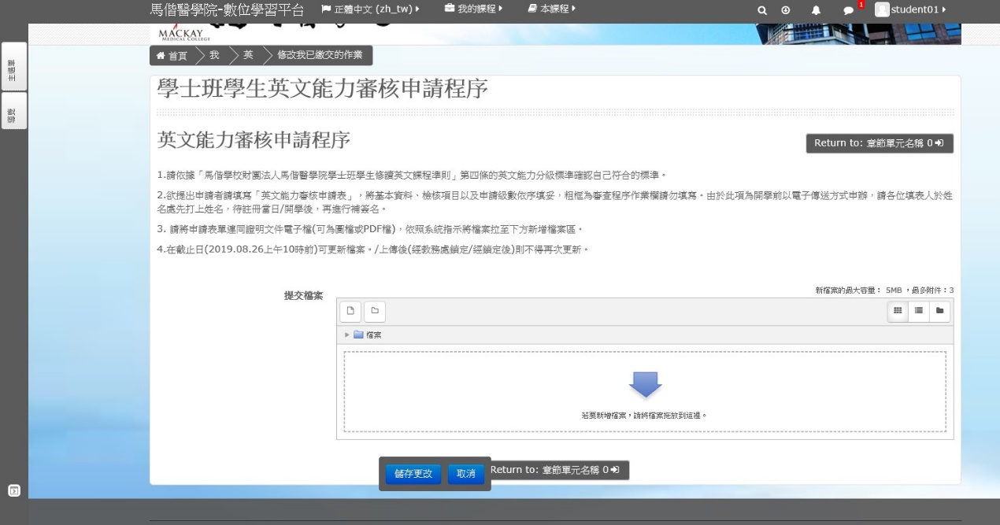 馬偕醫學院-數位學習平台 正體中文 (zh_tw) 我的課程 本課程 1 student01
MACKAY
MEDICAL COLLEGE
首頁 我 英 修改我已繳交的作業
主選單
導覽
學士班學生英文能力審核申請程序
英文能力審核申請程序
Return to: 章節單元名稱 0
1.請依據「馬偕學校財團法人馬偕醫學院學士班學生修讀英文課程準則」第四條的英文能力分級標準確認自己符合的標準。
2.欲提出申請者請填寫「英文能力審核申請表」，將基本資料、檢核項目以及申請級數依序填妥，粗框為審查程序作業欄請勿填寫。由於此項為開學前以電子傳送方式申辦，請各位填表人於姓
名處先打上姓名，待註冊當日/開學後，再進行補簽名。
3. 請將申請表單連同證明文件電子檔(可為圖檔或PDF檔)，依照系統指示將檔案拉至下方新增檔案區。
4.在截止日(2019.08.26上午10時前)可更新檔案。/上傳後(經教務處鎖定/經鎖定後)則不得再次更新。
提交檔案
新檔案的最大容量： 5MB ，最多附件：3
檔案
若要新增檔案，請將檔案拖放到這裡。
儲存更改 取消 Return to: 章節單元名稱 0